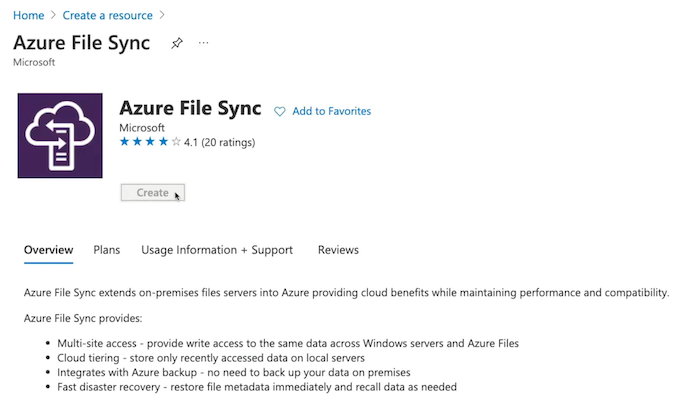 Home > Create a resource >
Azure File Sync ...
Microsoft
Azure File Sync Add to Favorites
Microsoft
4.1 (20 ratings)
Create
Overview Plans Usage Information + Support Reviews
Azure File Sync extends on-premises files servers into Azure providing cloud benefits while maintaining performance and compatibility.
Azure File Sync provides:
• Multi-site access - provide write access to the same data across Windows servers and Azure Files
• Cloud tiering - store only recently accessed data on local servers
• Integrates with Azure backup - no need to back up your data on premises
• Fast disaster recovery - restore file metadata immediately and recall data as needed